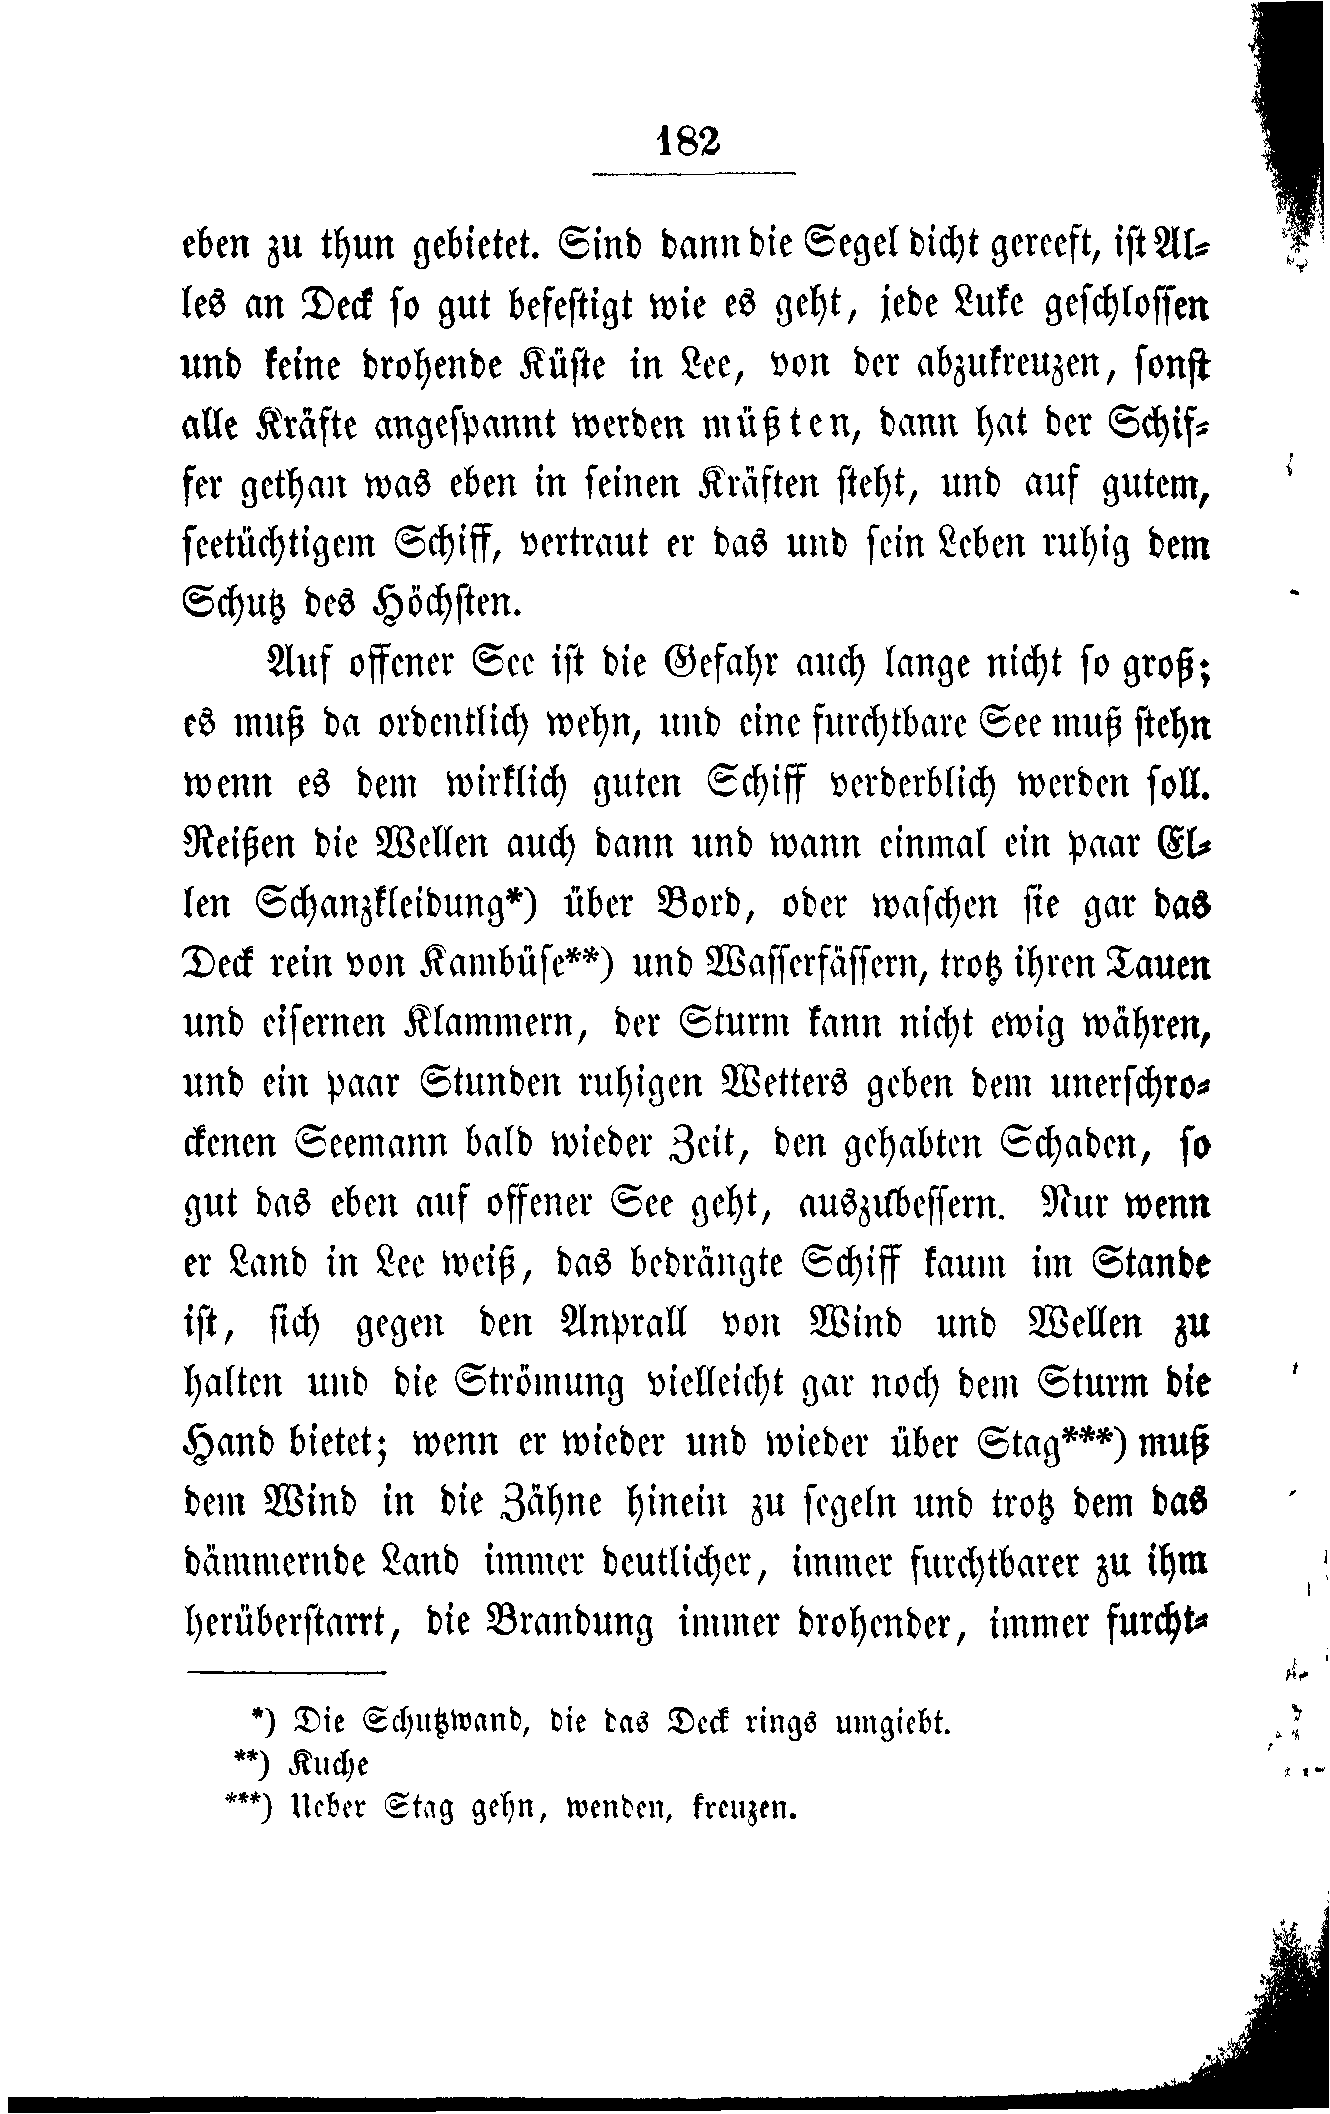 182
eben zu thun gebietet. Sind dann die Segel dicht gereeft, ist Al-
les an Deck so gut befestigt wie es geht, jede Luke geschlossen
und keine drohende Küste in Lee, von der abzukreuzen, sonst
alle Kräfte angespannt werden müßten, dann hat der Schif-
fer gethan was eben in seinen Kräften steht, und auf gutem,
seetüchtigem Schiff, vertraut er das und sein Leben ruhig dem
Schutz des Höchsten.
Auf offener See ist die Gefahr auch lange nicht so groß;
es muß da ordentlich wehn, und eine furchtbare See muß stehn
wenn es dem wirklich guten Schiff verderblich werden soll.
Reißen die Wellen auch dann und wann einmal ein paar El-
len Schanzkleidung*) über Bord, oder waschen sie gar das
Deck rein von Kambüse**) und Wasserfässern, trotz ihren Tauen
und eisernen Klammern, der Sturm kann nicht ewig währen,
und ein paar Stunden ruhigen Wetters geben dem unerschro-
ckenen Seemann bald wieder Zeit, den gehabten Schaden, so
gut das eben auf offener See geht, auszubessern. Nur wenn
er Land in Lee weiß, das bedrängte Schiff kaum im Stande
ist, sich gegen den Anprall von Wind und Wellen zu
halten und die Strömung vielleicht gar noch dem Sturm die
Hand bietet; wenn er wieder und wieder über Stag***) muß
dem Wind in die Zähne hinein zu segeln und trotz dem das
dämmernde Land immer deutlicher, immer furchtbarer zu ihm
herüberstarrt, die Brandung immer drohender, immer furcht-
*) Die Schutzwand, die das Deck rings umgiebt.
**) Kuche
***) Ueber Stag gehn, wenden, kreuzen.